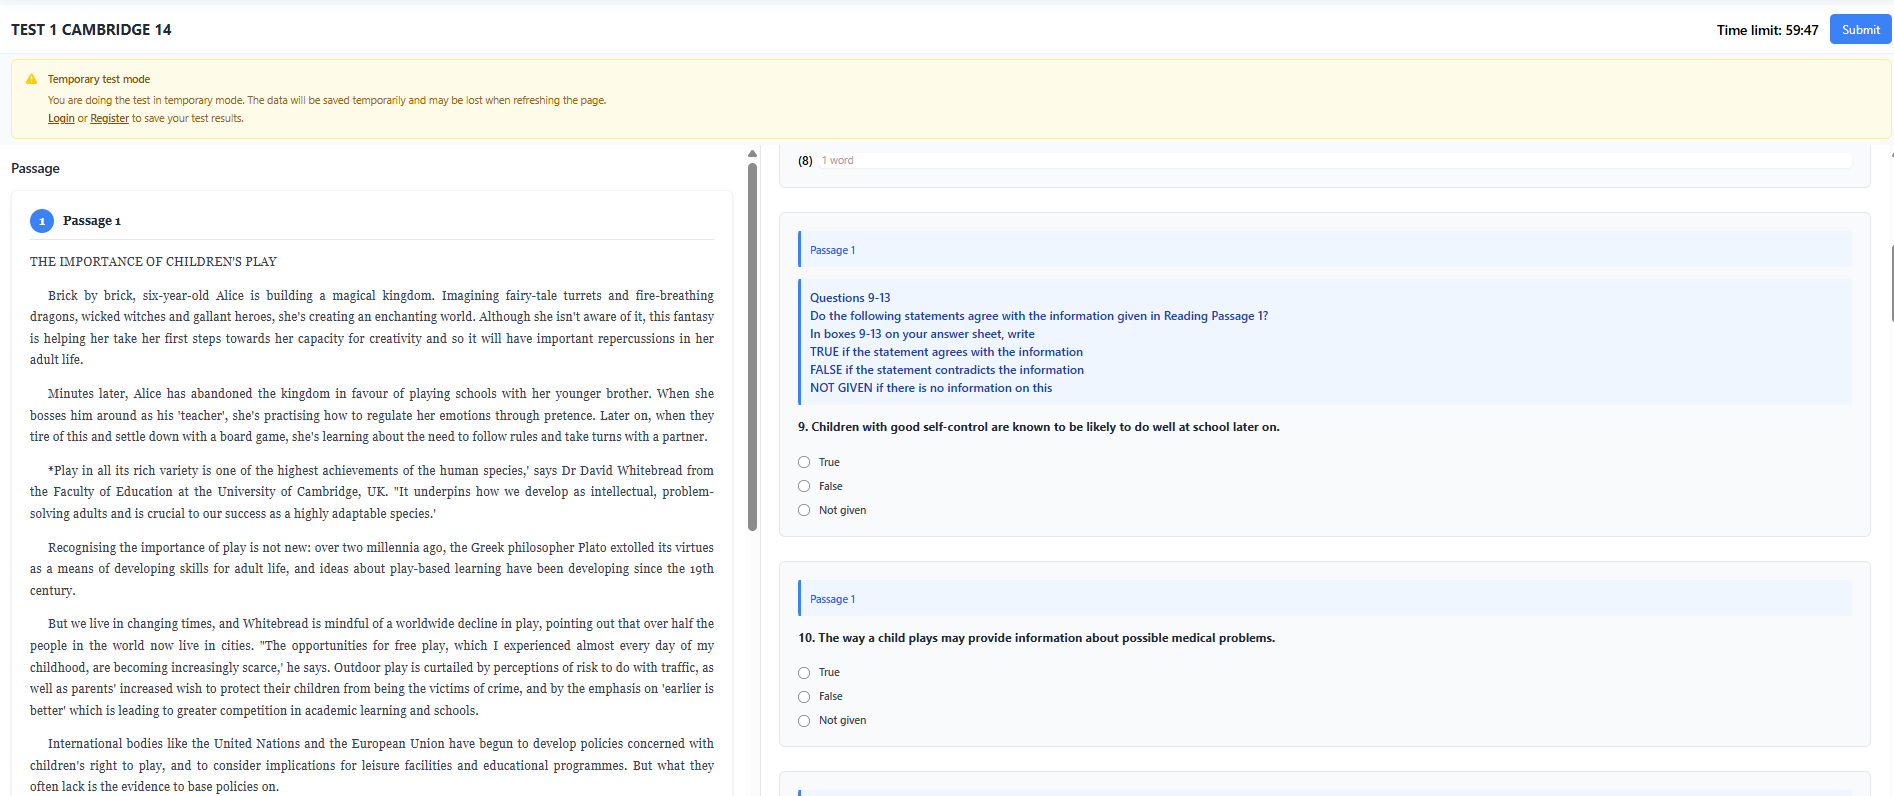 TEST 1 CAMBRIDGE 14
Time limit: 59:47
Submit
Temporary test mode
You are doing the test in temporary mode. The data will be saved temporarily and may be lost when refreshing the page.
Login or Register to save your test results.
Passage
1
Passage 1
THE IMPORTANCE OF CHILDREN'S PLAY
Brick by brick, six-year-old Alice is building a magical kingdom. Imagining fairy-tale turrets and fire-breathing
dragons, wicked witches and gallant heroes, she's creating an enchanting world. Although she isn't aware of it, this fantasy
is helping her take her first steps towards her capacity for creativity and so it will have important repercussions in her
adult life.
Minutes later, Alice has abandoned the kingdom in favour of playing schools with her younger brother. When she
bosses him around as his 'teacher', she's practising how to regulate her emotions through pretence. Later on, when they
tire of this and settle down with a board game, she's learning about the need to follow rules and take turns with a partner.
*Play in all its rich variety is one of the highest achievements of the human species,' says Dr David Whitebread from
the Faculty of Education at the University of Cambridge, UK. "It underpins how we develop as intellectual, problem-
solving adults and is crucial to our success as a highly adaptable species.'
Recognising the importance of play is not new: over two millennia ago, the Greek philosopher Plato extolled its virtues
as a means of developing skills for adult life, and ideas about play-based learning have been developing since the 19th
century.
But we live in changing times, and Whitebread is mindful of a worldwide decline in play, pointing out that over half the
people in the world now live in cities. "The opportunities for free play, which I experienced almost every day of my
childhood, are becoming increasingly scarce,' he says. Outdoor play is curtailed by perceptions of risk to do with traffic, as
well as parents' increased wish to protect their children from being the victims of crime, and by the emphasis on 'earlier is
better' which is leading to greater competition in academic learning and schools.
International bodies like the United Nations and the European Union have begun to develop policies concerned with
children's right to play, and to consider implications for leisure facilities and educational programmes. But what they
often lack is the evidence to base policies on.
(8) 1 word
Passage 1
Questions 9-13
Do the following statements agree with the information given in Reading Passage 1?
In boxes 9-13 on your answer sheet, write
TRUE if the statement agrees with the information
FALSE if the statement contradicts the information
NOT GIVEN if there is no information on this
9. Children with good self-control are known to be likely to do well at school later on.
True
False
Not given
Passage 1
10. The way a child plays may provide information about possible medical problems.
True
False
Not given